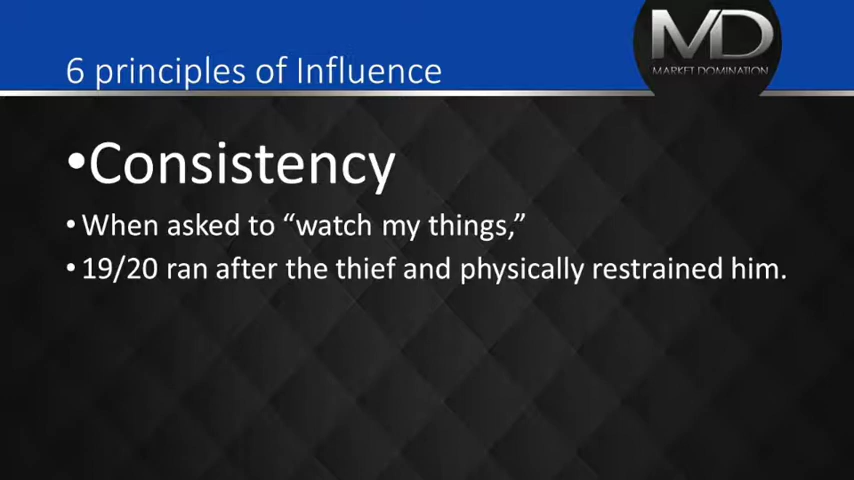 6 principles of Influence
MD
MARKET DOMINATION
•Consistency
• When asked to “watch my things,”
• 19/20 ran after the thief and physically restrained him.